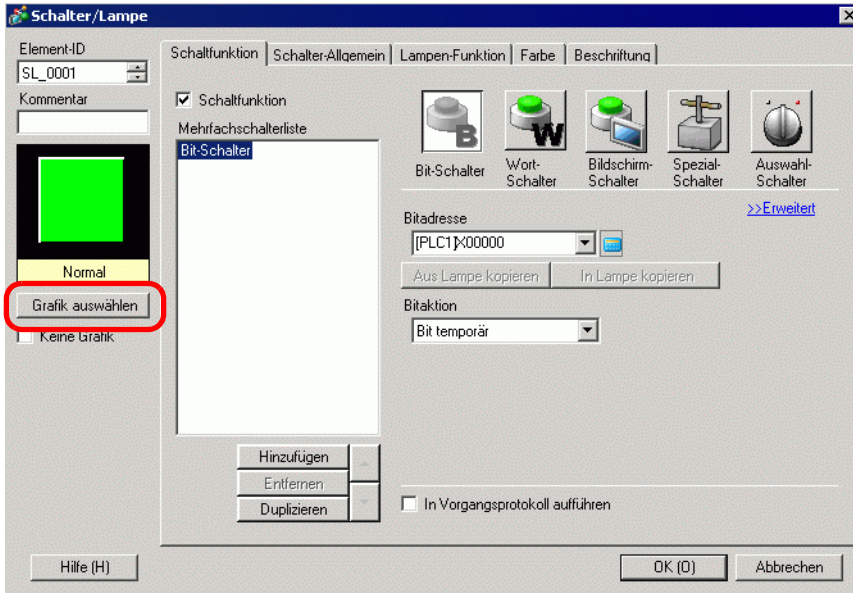 Schalter/Lampe
Element-ID
SL_0001
Kommentar
Normal
Grafik auswählen
Keine Grafik
Schaltfunktion
Schalter-Allgemein
Lampen-Funktion
Farbe
Beschriftung
Schaltfunktion
Mehrfachschalterliste
Bit-Schalter
Hinzufügen
Entfernen
Duplizieren
B
Bit-Schalter
W
Wort-
Schalter
Bildschirm-
Schalter
Spezial-
Schalter
Auswahl-
Schalter
>>Erweitert
Bitadresse
[PLC1]X00000
Aus Lampe kopieren
In Lampe kopieren
Bitaktion
Bit temporär
In Vorgangsprotokoll aufführen
Hilfe (H)
OK (O)
Abbrechen